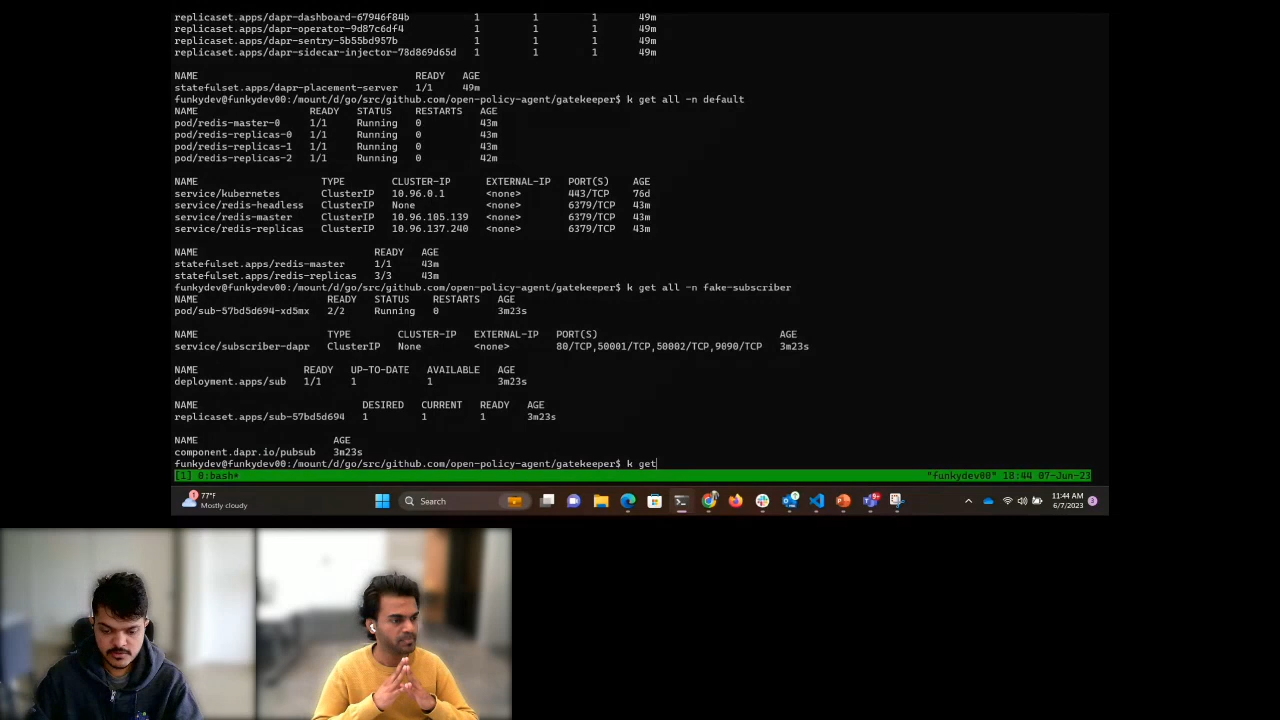 replicaset.apps/dapr-dashboard-67946f84b 1 1 1 49m
replicaset.apps/dapr-operator-9d87c6df4 1 1 1 49m
replicaset.apps/dapr-sentry-5b55bd957b 1 1 1 49m
replicaset.apps/dapr-sidecar-injector-78d869d65d 1 1 1 49m
NAME READY AGE
statefulset.apps/dapr-placement-server 1/1 49m
funkydev@funkydev00:/mount/d/go/src/github.com/open-policy-agent/gatekeeper$ k get all -n default
NAME READY STATUS RESTARTS AGE
pod/redis-master-0 1/1 Running 0 43m
pod/redis-replicas-0 1/1 Running 0 43m
pod/redis-replicas-1 1/1 Running 0 43m
pod/redis-replicas-2 1/1 Running 0 42m
NAME TYPE CLUSTER-IP EXTERNAL-IP PORT(S) AGE
service/kubernetes ClusterIP 10.96.0.1 <none> 443/TCP 76d
service/redis-headless ClusterIP None <none> 6379/TCP 43m
service/redis-master ClusterIP 10.96.105.139 <none> 6379/TCP 43m
service/redis-replicas ClusterIP 10.96.137.240 <none> 6379/TCP 43m
NAME READY AGE
statefulset.apps/redis-master 1/1 43m
statefulset.apps/redis-replicas 3/3 43m
funkydev@funkydev00:/mount/d/go/src/github.com/open-policy-agent/gatekeeper$ k get all -n fake-subscriber
NAME READY STATUS RESTARTS AGE
pod/sub-57bd5d694-xd5mx 2/2 Running 0 3m23s
NAME TYPE CLUSTER-IP EXTERNAL-IP PORT(S) AGE
service/subscriber-dapr ClusterIP None <none> 80/TCP,50001/TCP,50002/TCP,9090/TCP 3m23s
NAME READY UP-TO-DATE AVAILABLE AGE
deployment.apps/sub 1/1 1 1 3m23s
NAME DESIRED CURRENT READY AGE
replicaset.apps/sub-57bd5d694 1 1 1 3m23s
NAME AGE
component.dapr.io/pubsub 3m23s
funkydev@funkydev00:/mount/d/go/src/github.com/open-policy-agent/gatekeeper$ k get
[1] 0:bash* "funkydev00" 18:44 07-Jun-23
77°F
Mostly cloudy
Search
11:44 AM
6/7/2023